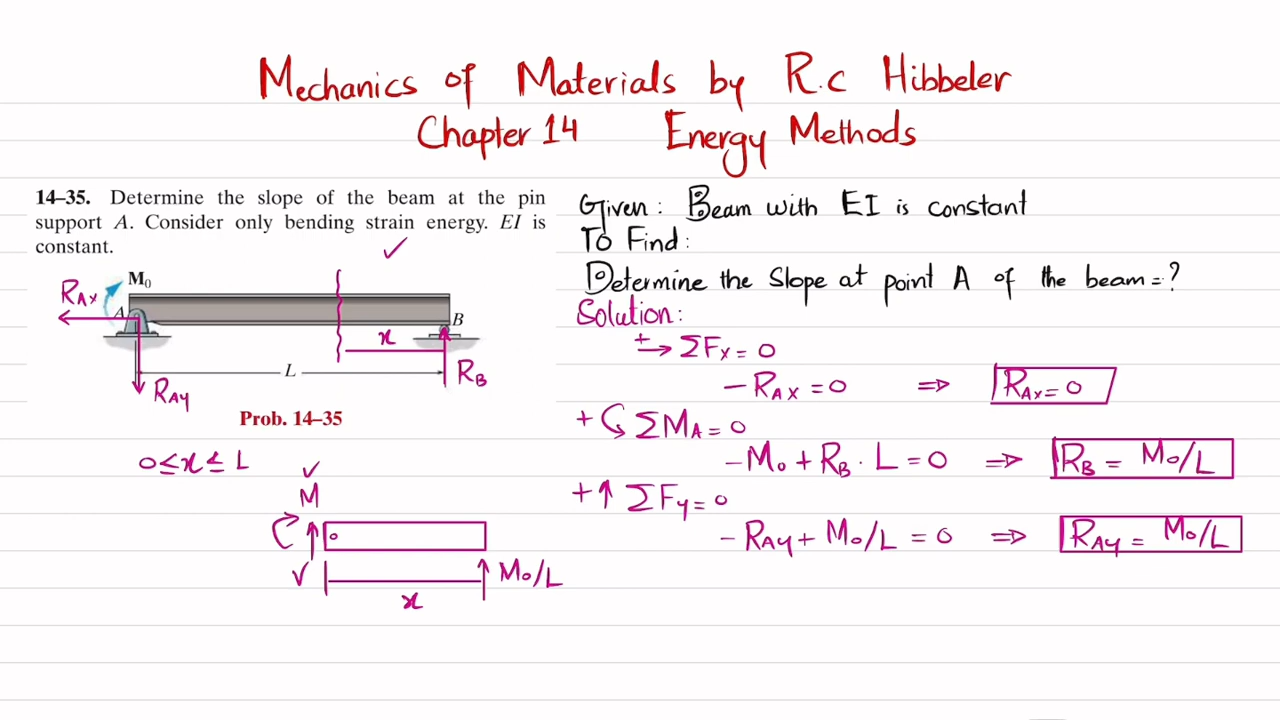 Mechanics of Materials by R.C Hibbeler
Chapter 14 Energy Methods
14–35. Determine the slope of the beam at the pin
support A. Consider only bending strain energy. EI is
constant.
M0
RAX
A
B
x
L
RAY
RB
Prob. 14–35
0≤x≤L
M
V
M0/L
x
Given: Beam with EI is constant
To Find:
Determine the Slope at point A of the beam=?
Solution:
+→ ΣFx=0
-RAX=0 ⇒ RAX=0
+ ΣMA=0
-M0+RB·L=0 ⇒ RB=M0/L
+↑ ΣFy=0
-RAY+M0/L=0 ⇒ RAY=M0/L